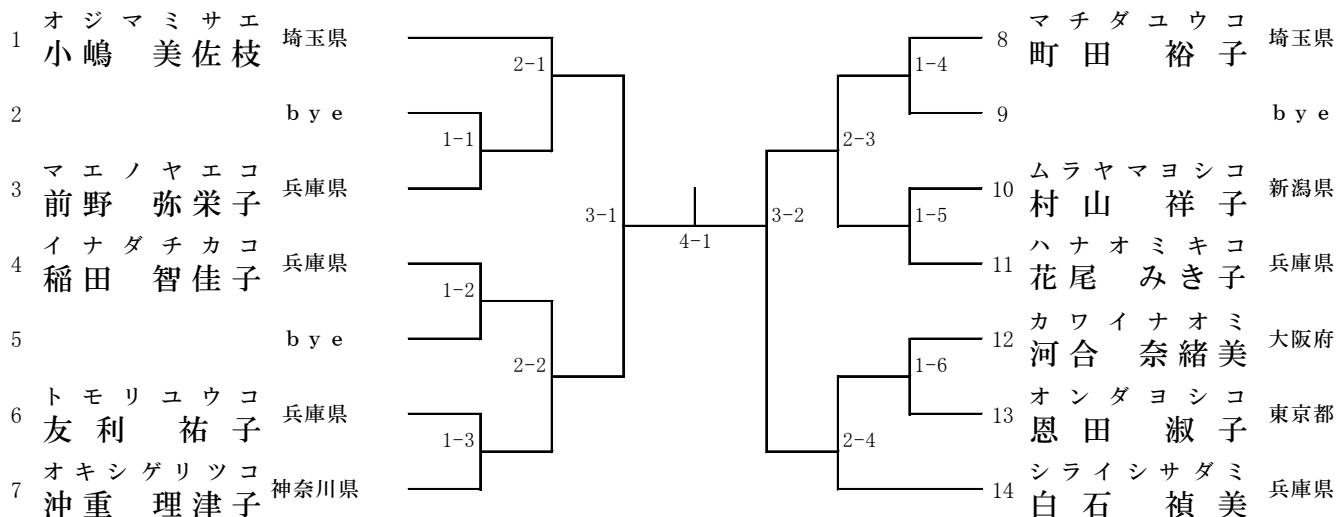 オジマミサエ
1 小嶋 美佐枝 埼玉県
2-1
2 bye
1-1
マエノヤエコ
3 前野 弥栄子 兵庫県
3-1
イナダチカコ
4 稲田 智佳子 兵庫県
1-2
5 bye
2-2
トモリユウコ
6 友利 祐子 兵庫県
1-3
オキシゲリツコ
7 沖重 理津子 神奈川県
4-1
マチダユウコ
8 町田 裕子 埼玉県
1-4
9 bye
2-3
ムラヤマヨシコ
10 村山 祥子 新潟県
1-5
ハナオミキコ
11 花尾 みき子 兵庫県
3-2
カワイナオミ
12 河合 奈緒美 大阪府
1-6
オンダヨシコ
13 恩田 淑子 東京都
2-4
シライシサダミ
14 白石 禎美 兵庫県